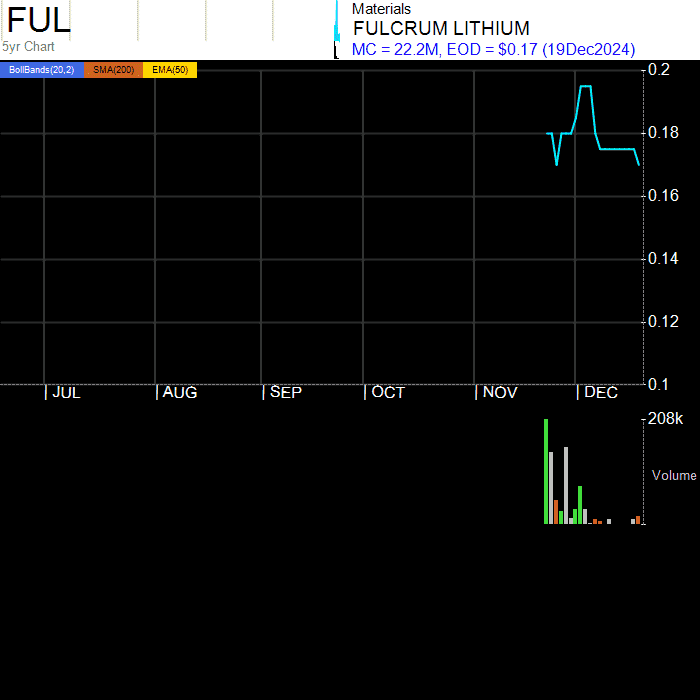 FUL
5yr Chart
Materials
FULCRUM LITHIUM
MC = 22.2M, EOD = $0.17 (19Dec2024)
BollBands(20,2) SMA(200) EMA(50)
0.2
0.18
0.16
0.14
0.12
0.1
| JUL | AUG | SEP | OCT | NOV | DEC
208k
Volume